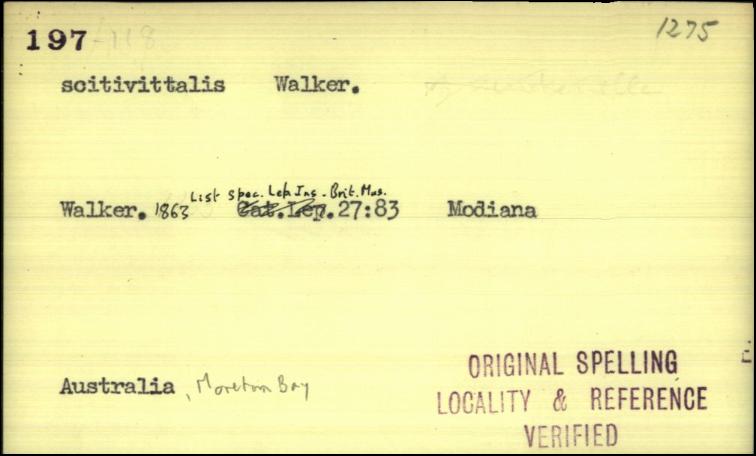 197 1275
scitivittalis Walker.
List Spec. Lep Ins. Brit. Mus.
Walker. 1863 Cat.Lep.27:83 Modiana
Australia, Moreton Bay
ORIGINAL SPELLING
LOCALITY & REFERENCE
VERIFIED